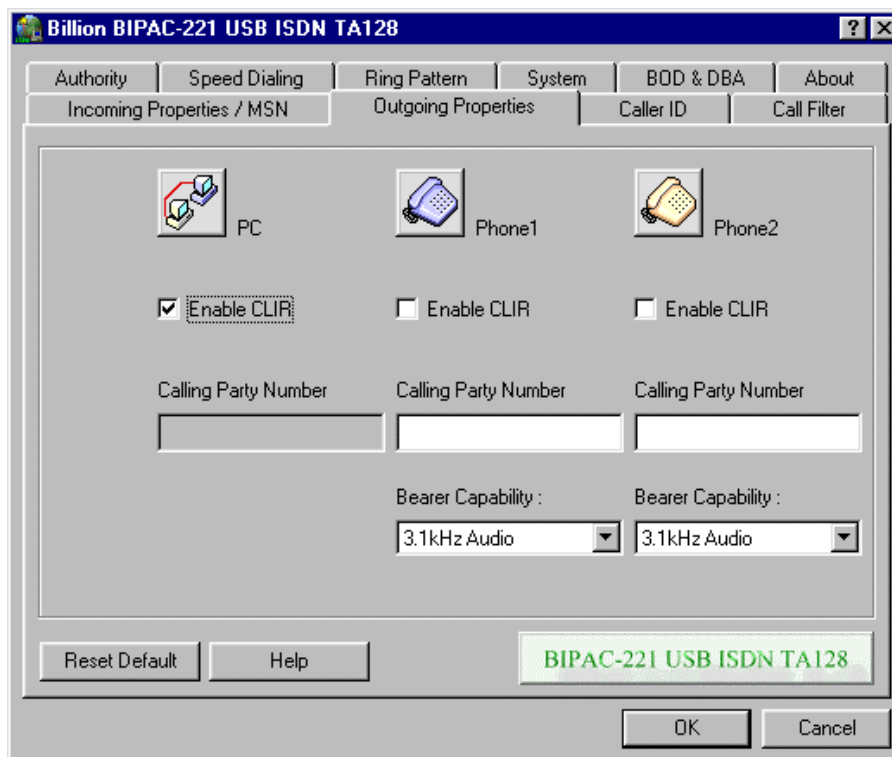 Billion BIPAC-221 USB ISDN TA128
Authority Speed Dialing Ring Pattern System BOD & DBA About
Incoming Properties / MSN Outgoing Properties Caller ID Call Filter
PC Phone1 Phone2
Enable CLIR Enable CLIR Enable CLIR
Calling Party Number Calling Party Number Calling Party Number
Bearer Capability : Bearer Capability :
3.1kHz Audio 3.1kHz Audio
Reset Default Help BIPAC-221 USB ISDN TA128
OK Cancel